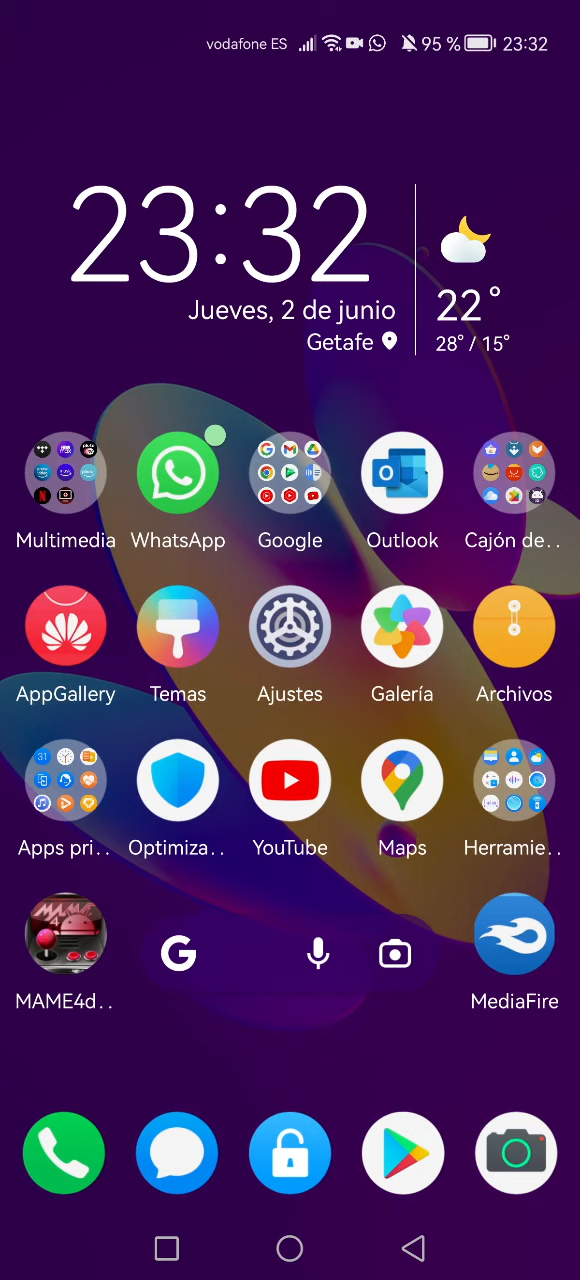 vodafone ES 95 % 23:32
23:32
Jueves, 2 de junio
Getafe
22°
28° / 15°
Multimedia WhatsApp Google Outlook Cajón de..
AppGallery Temas Ajustes Galería Archivos
31
Apps pri.. Optimiza.. YouTube Maps Herramie..
MAME4d.. MediaFire